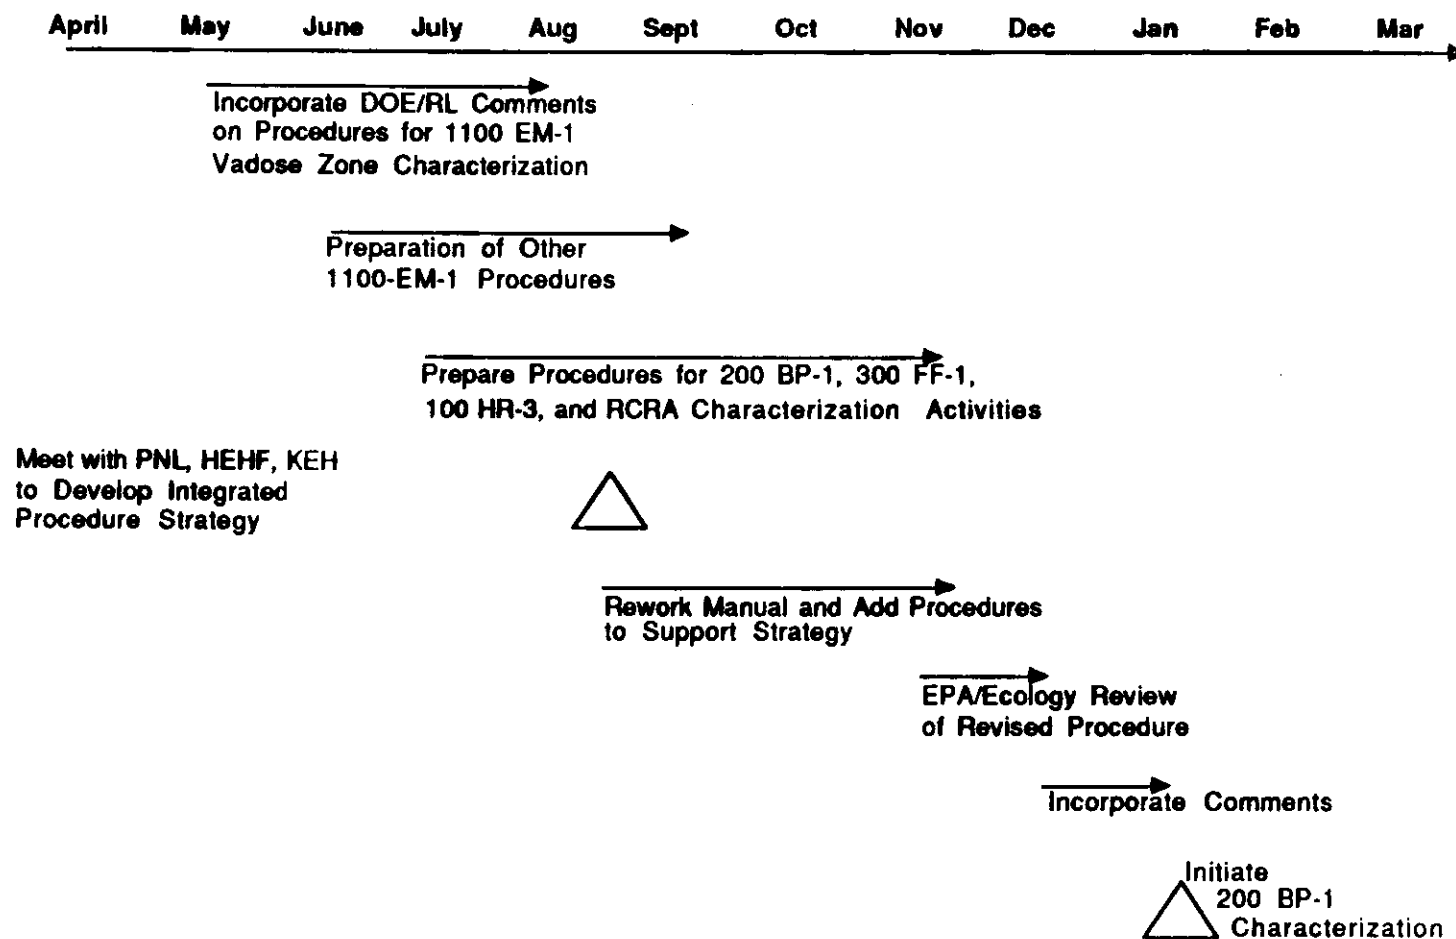 April May June July Aug Sept Oct Nov Dec Jan Feb Mar
Incorporate DOE/RL Comments
on Procedures for 1100 EM-1
Vadose Zone Characterization
Preparation of Other
1100-EM-1 Procedures
Prepare Procedures for 200 BP-1, 300 FF-1,
100 HR-3, and RCRA Characterization Activities
Meet with PNL, HEHF, KEH
to Develop Integrated
Procedure Strategy
Rework Manual and Add Procedures
to Support Strategy
EPA/Ecology Review
of Revised Procedure
Incorporate Comments
Initiate
200 BP-1
Characterization